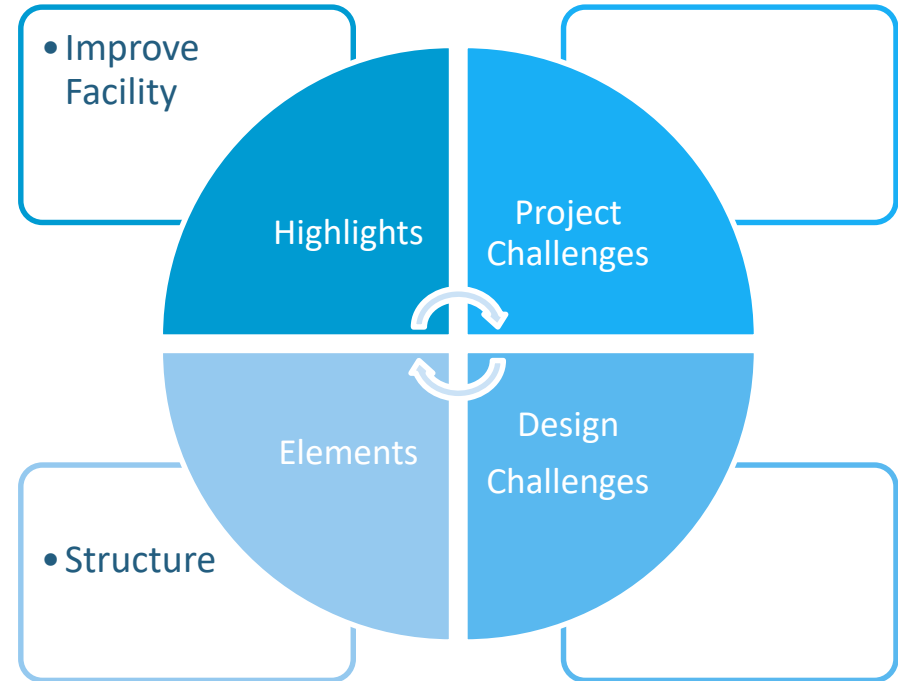 • Improve
Facility
Highlights
Project
Challenges
Elements
Design
Challenges
• Structure